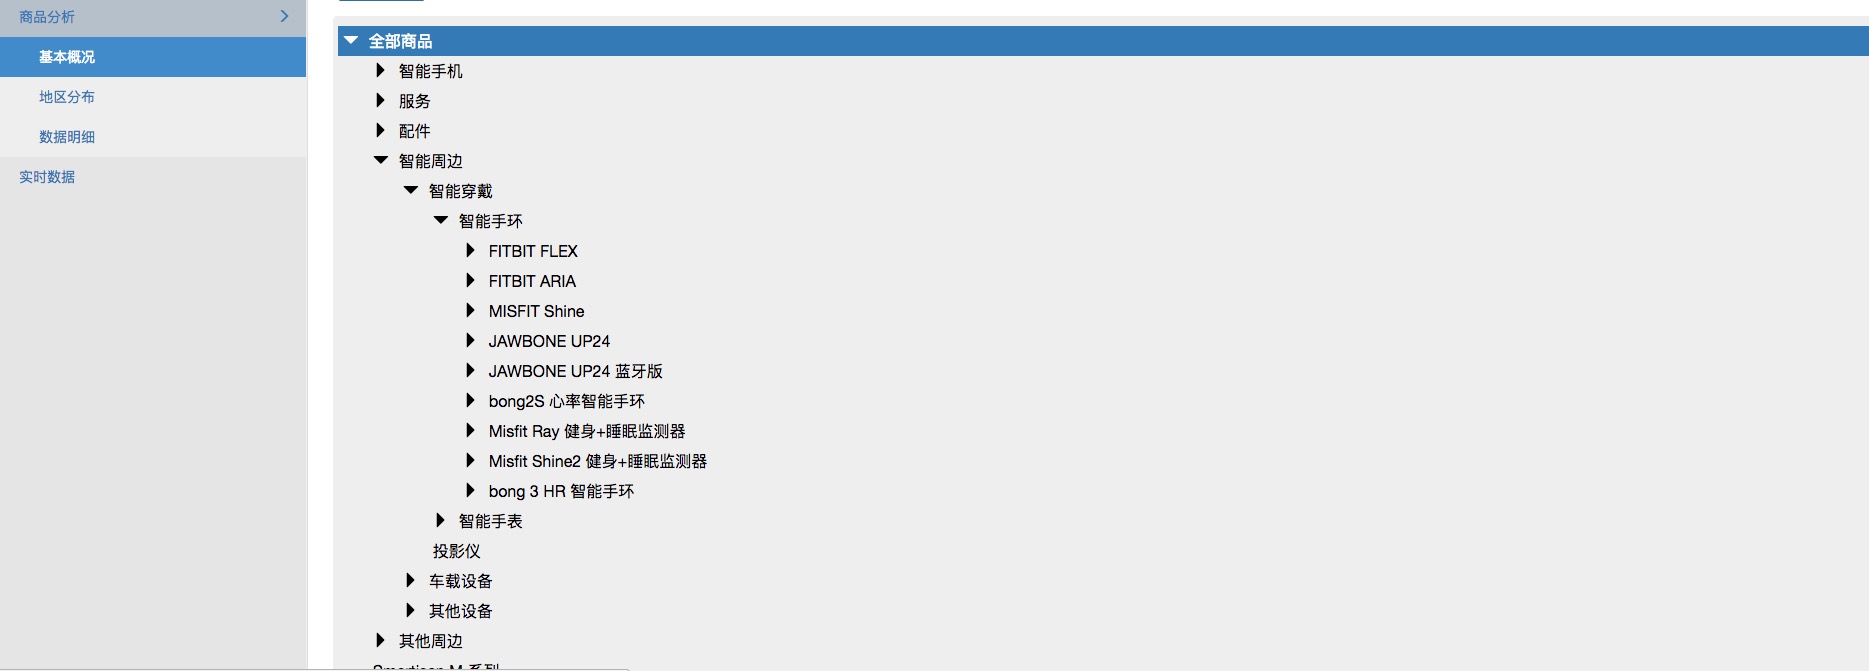 商品分析
基本概况
地区分布
数据明细
实时数据
全部商品
智能手机
服务
配件
智能周边
智能穿戴
智能手环
FITBIT FLEX
FITBIT ARIA
MISFIT Shine
JAWBONE UP24
JAWBONE UP24 蓝牙版
bong2S 心率智能手环
Misfit Ray 健身+睡眠监测器
Misfit Shine2 健身+睡眠监测器
bong 3 HR 智能手环
智能手表
投影仪
车载设备
其他设备
其他周边
Smartisan M 系列